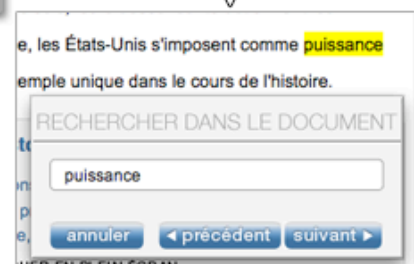 e, les États-Unis s'imposent comme puissance
emple unique dans le cours de l'histoire.
RECHERCHER DANS LE DOCUMENT
puissance
annuler
précédent
suivant